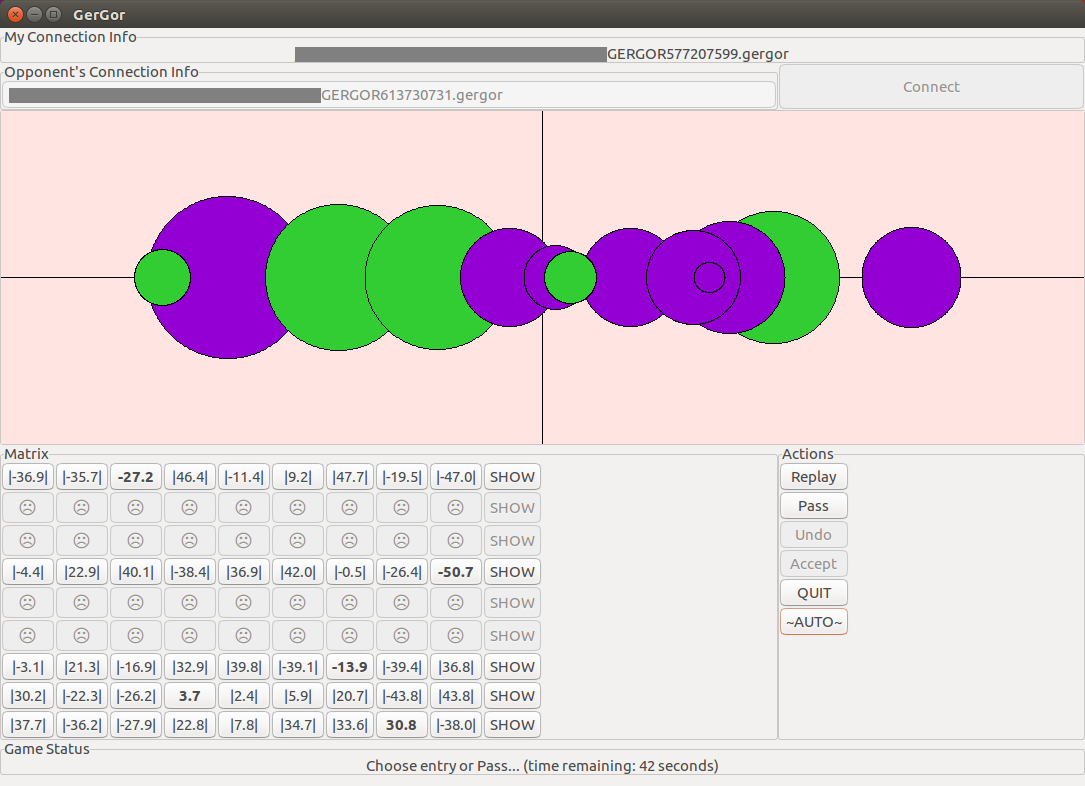 GerGor
My Connection Info
GERGOR577207599.gergor
Opponent's Connection Info
GERGOR613730731.gergor
Connect
Matrix
|-36.9| |-35.7| -27.2 |46.4| |-11.4| |9.2| |47.7| |-19.5| |-47.0| SHOW
☹ ☹ ☹ ☹ ☹ ☹ ☹ ☹ ☹ SHOW
☹ ☹ ☹ ☹ ☹ ☹ ☹ ☹ ☹ SHOW
|-4.4| |22.9| |40.1| |-38.4| |36.9| |42.0| |-0.5| |-26.4| -50.7 SHOW
☹ ☹ ☹ ☹ ☹ ☹ ☹ ☹ ☹ SHOW
☹ ☹ ☹ ☹ ☹ ☹ ☹ ☹ ☹ SHOW
|-3.1| |21.3| |-16.9| |32.9| |39.8| |-39.1| -13.9 |-39.4| |36.8| SHOW
|30.2| |-22.3| |-26.2| 3.7 |2.4| |5.9| |20.7| |-43.8| |43.8| SHOW
|37.7| |-36.2| |-27.9| |22.8| |7.8| |34.7| |33.6| 30.8 |-38.0| SHOW
Actions
Replay
Pass
Undo
Accept
QUIT
~AUTO~
Game Status
Choose entry or Pass... (time remaining: 42 seconds)